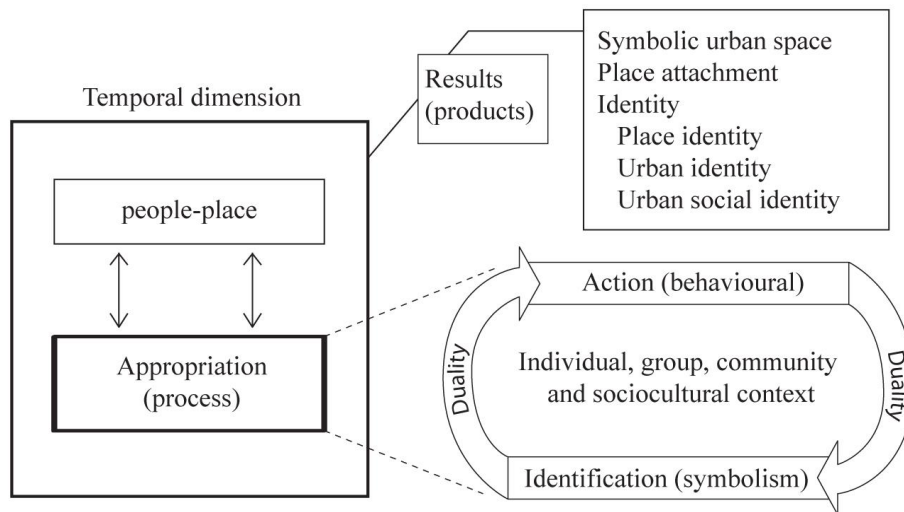 Temporal dimension
people-place
Appropriation
(process)
Results
(products)
Symbolic urban space
Place attachment
Identity
Place identity
Urban identity
Urban social identity
Action (behavioural)
Duality
Individual, group, community
and sociocultural context
Duality
Identification (symbolism)